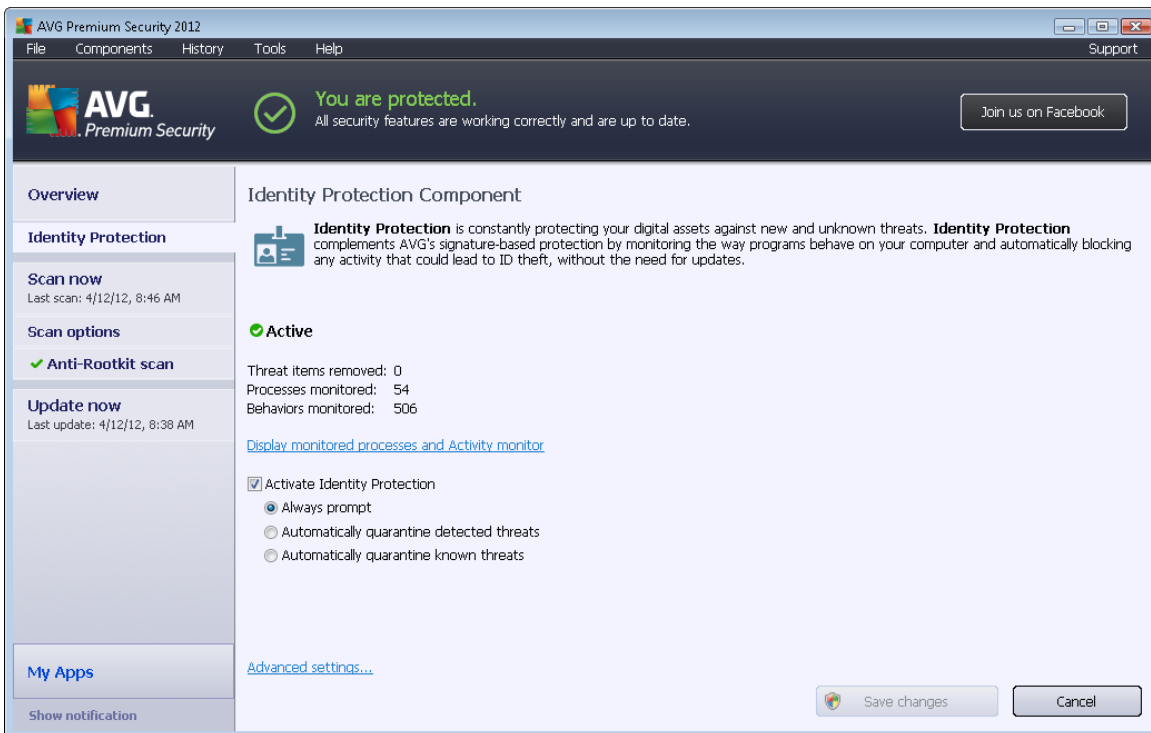 AVG Premium Security 2012
File Components History Tools Help Support
AVG.
Premium Security
You are protected.
All security features are working correctly and are up to date.
Join us on Facebook
Overview
Identity Protection
Scan now
Last scan: 4/12/12, 8:46 AM
Scan options
Anti-Rootkit scan
Update now
Last update: 4/12/12, 8:38 AM
My Apps
Show notification
Identity Protection Component
Identity Protection is constantly protecting your digital assets against new and unknown threats. Identity Protection
complements AVG's signature-based protection by monitoring the way programs behave on your computer and automatically blocking
any activity that could lead to ID theft, without the need for updates.
Active
Threat items removed: 0
Processes monitored: 54
Behaviors monitored: 506
Display monitored processes and Activity monitor
Activate Identity Protection
Always prompt
Automatically quarantine detected threats
Automatically quarantine known threats
Advanced settings...
Save changes
Cancel